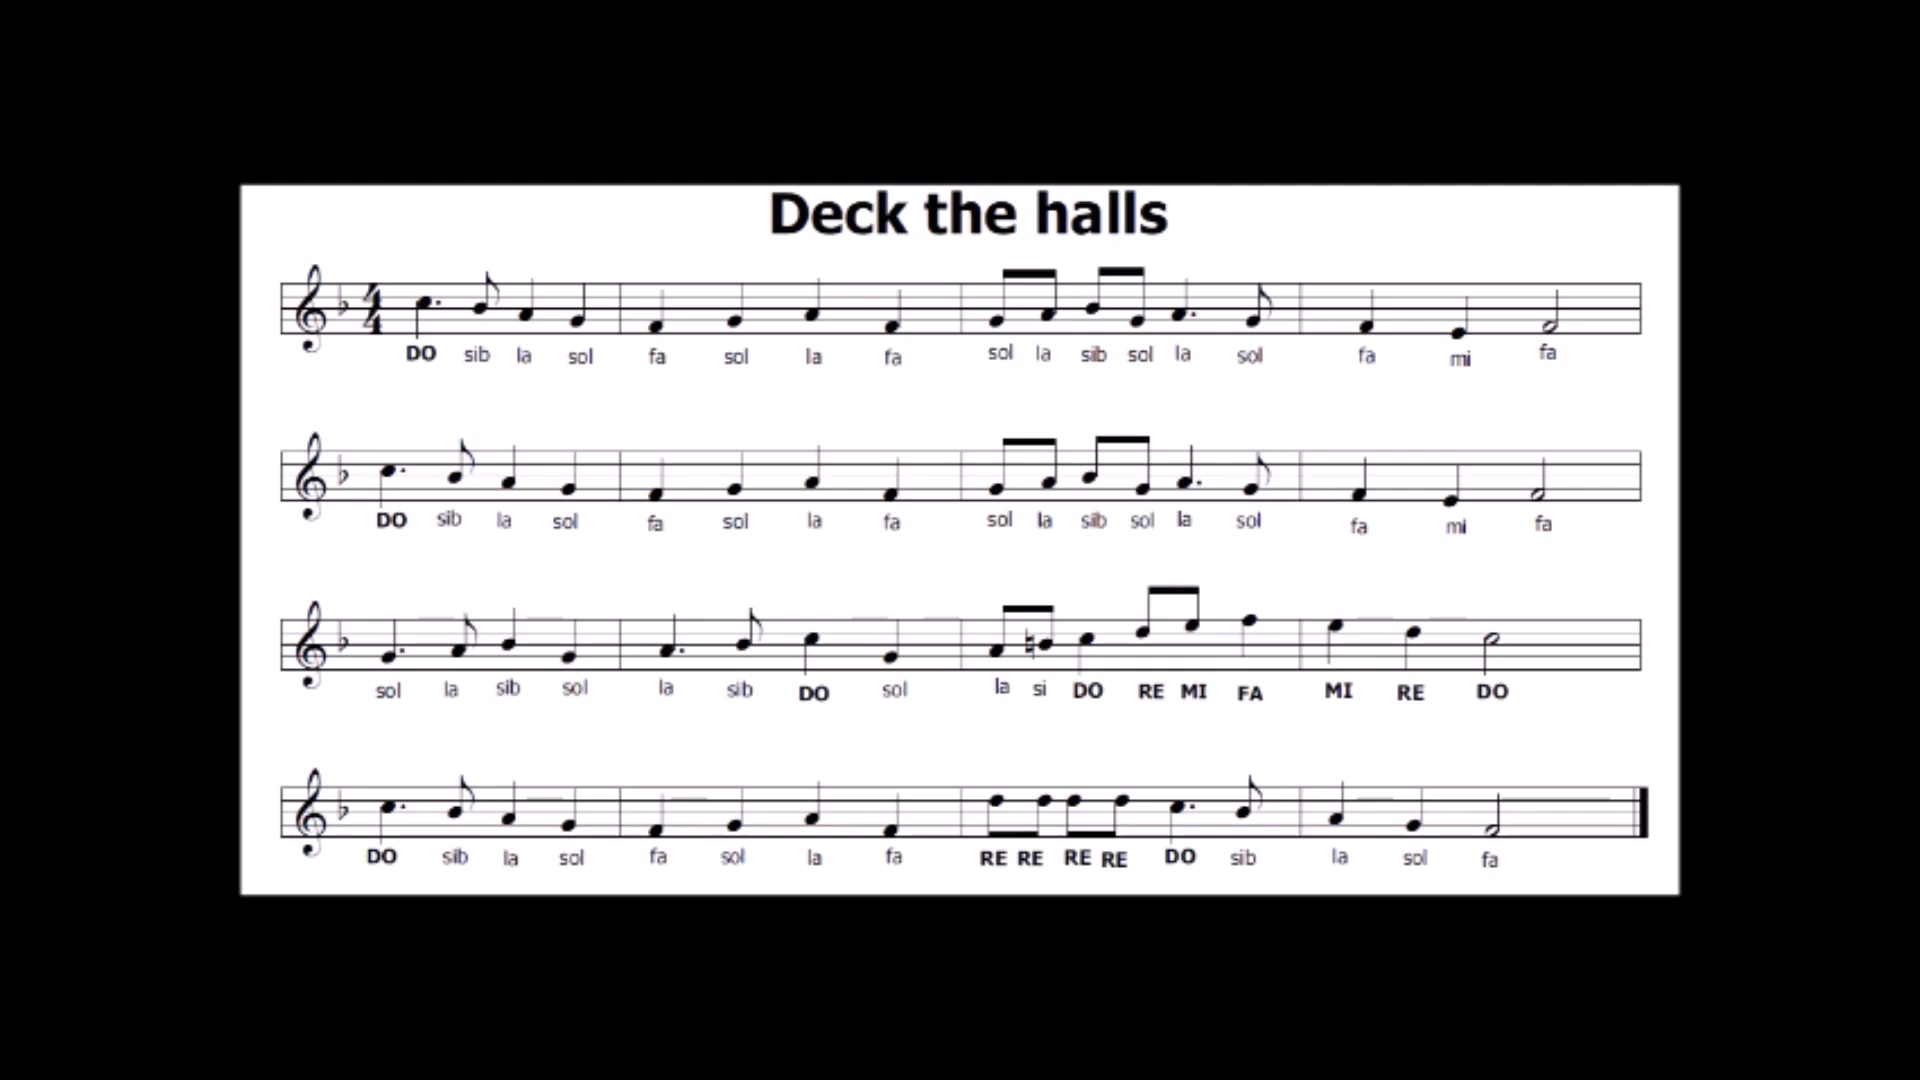 Deck the halls
4
4
DO sib la sol fa sol la fa sol la sib sol la sol fa mi fa
DO sib la sol fa sol la fa sol la sib sol la sol fa mi fa
sol la sib sol la sib DO sol la si DO RE MI FA MI RE DO
DO sib la sol fa sol la fa RE RE RE RE DO sib la sol fa